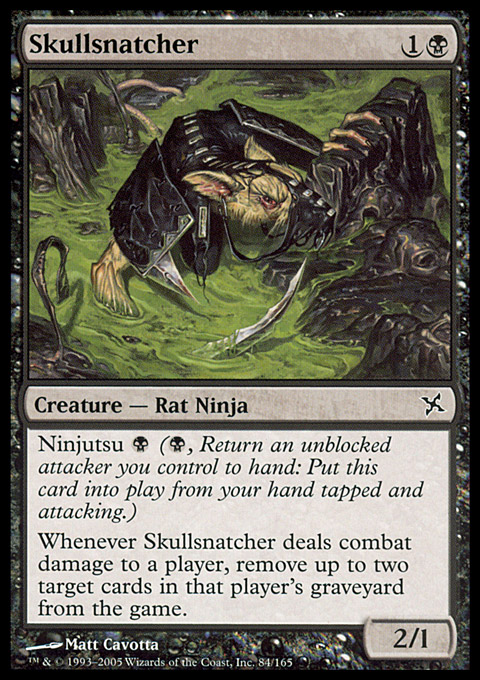 Skullsnatcher 1
Creature — Rat Ninja
Ninjutsu (, Return an unblocked
attacker you control to hand: Put this
card into play from your hand tapped and
attacking.)
Whenever Skullsnatcher deals combat
damage to a player, remove up to two
target cards in that player's graveyard
from the game.
Matt Cavotta
2/1
™ & © 1993–2005 Wizards of the Coast, Inc. 84/165